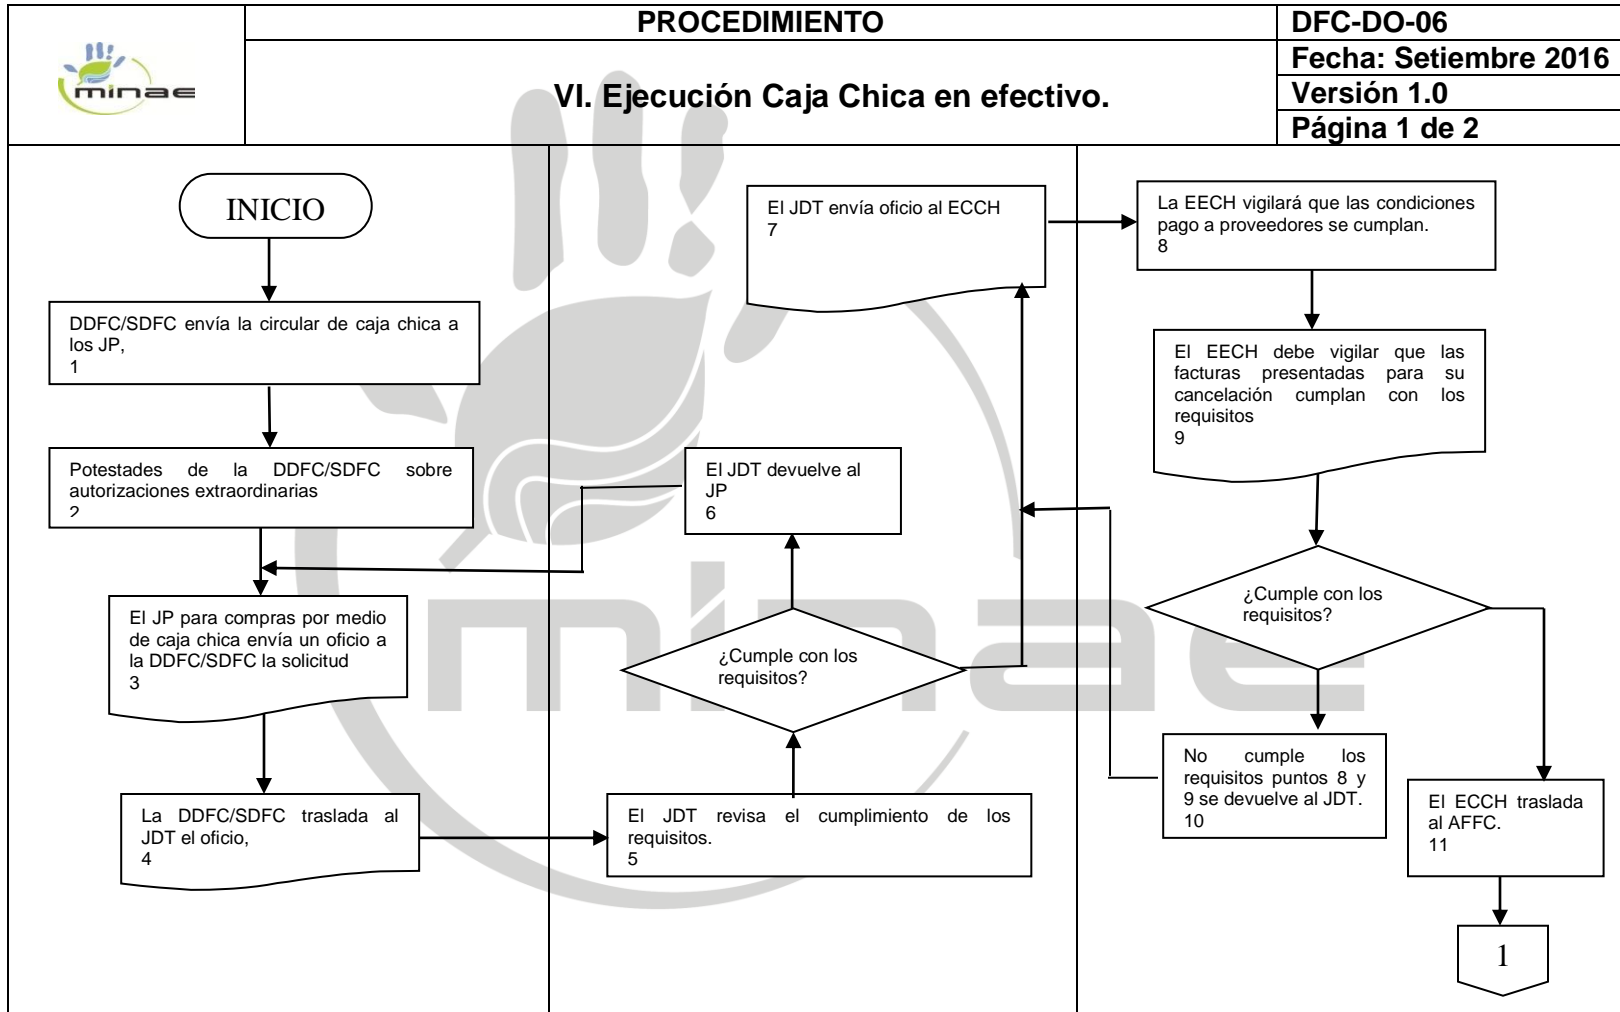 minae
PROCEDIMIENTO
VI. Ejecución Caja Chica en efectivo.
DFC-DO-06
Fecha: Setiembre 2016
Versión 1.0
Página 1 de 2
INICIO
DDFC/SDFC envía la circular de caja chica a
los JP,
1
Potestades de la DDFC/SDFC sobre
autorizaciones extraordinarias
2
El JP para compras por medio
de caja chica envía un oficio a
la DDFC/SDFC la solicitud
3
La DDFC/SDFC traslada al
JDT el oficio,
4
El JDT envía oficio al ECCH
7
El JDT devuelve al
JP
6
¿Cumple con los
requisitos?
El JDT revisa el cumplimiento de los
requisitos.
5
La EECH vigilará que las condiciones
pago a proveedores se cumplan.
8
El EECH debe vigilar que las
facturas presentadas para su
cancelación cumplan con los
requisitos
9
¿Cumple con los
requisitos?
No cumple los
requisitos puntos 8 y
9 se devuelve al JDT.
10
El ECCH traslada
al AFFC.
11
1
minae